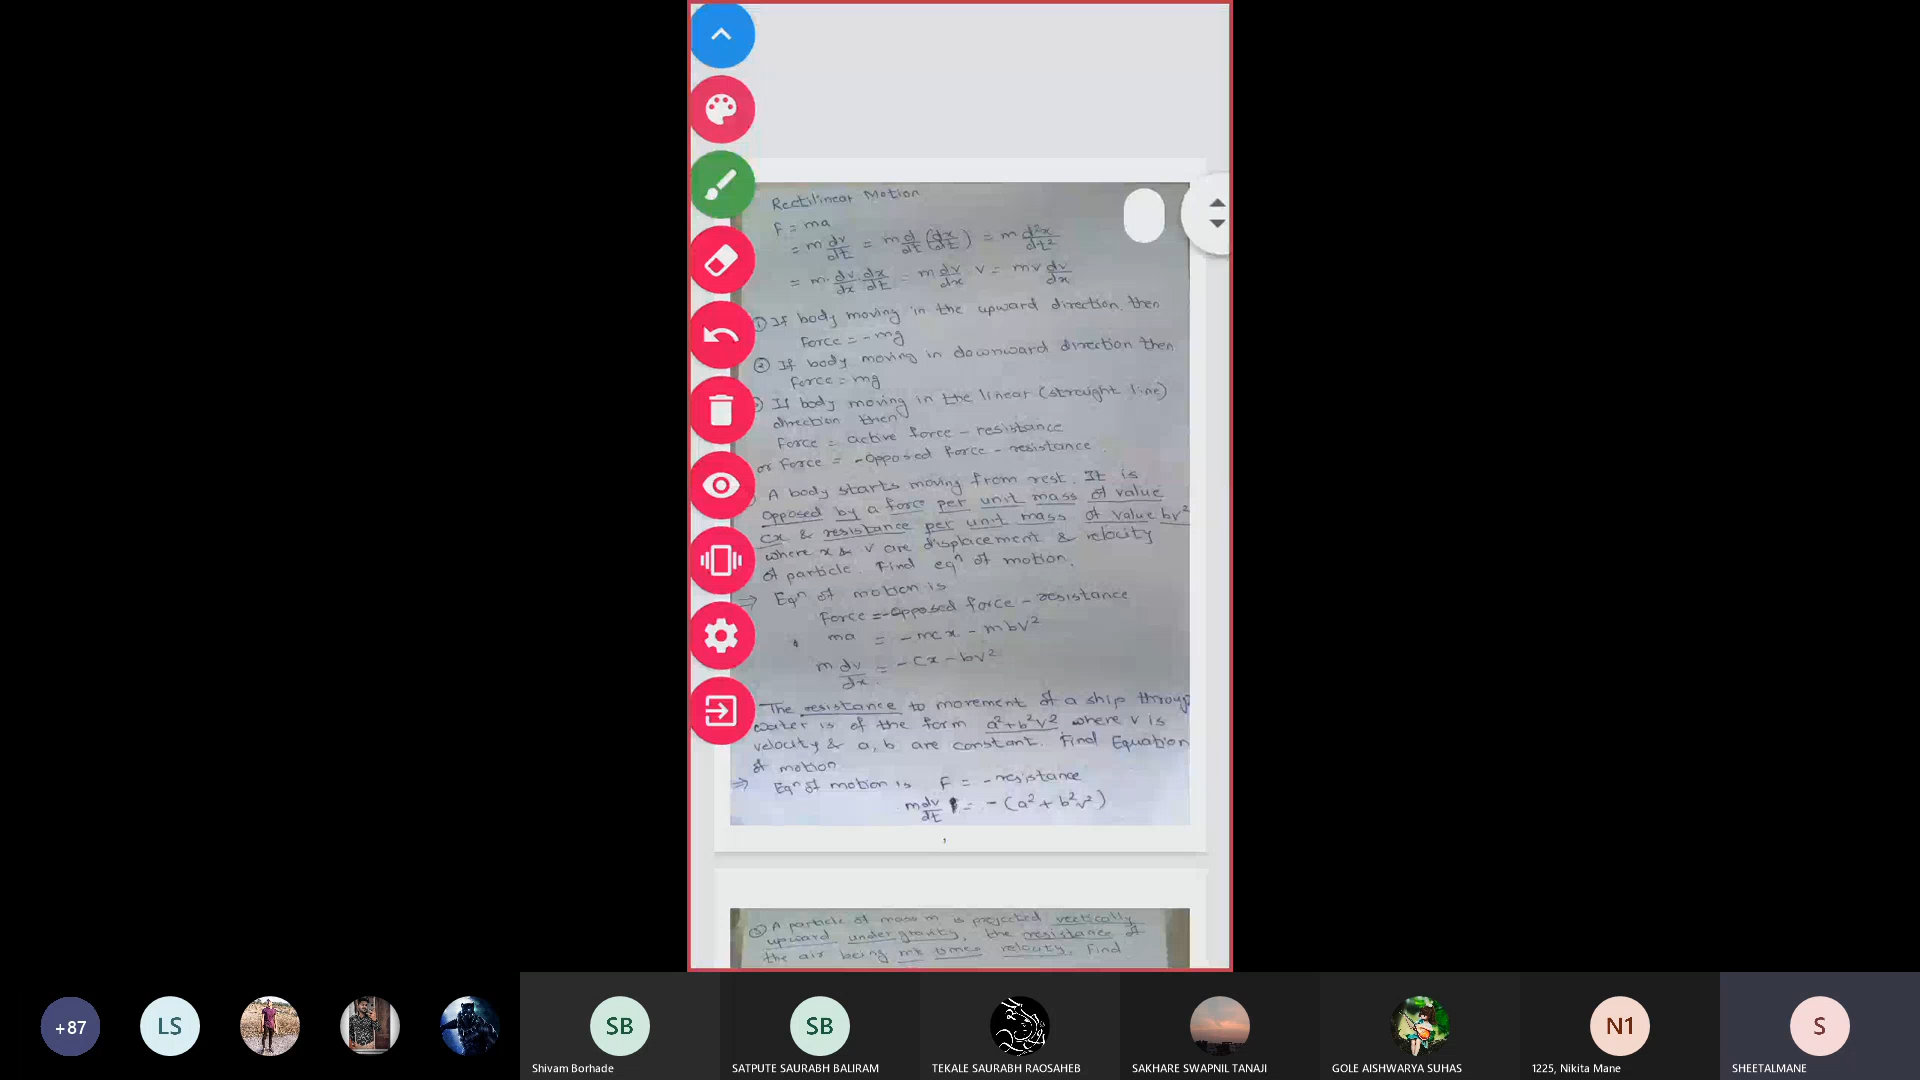 Rectilinear Motion
F = ma
= m dv/dt = m d/dt (dx/dt) = m d²x/dt²
= m. dv/dx dx/dt = m dv/dx v = mv dv/dx
① If body moving in the upward direction then
Force = -mg
② If body moving in downward direction then
Force = mg
If body moving in the linear (straight line)
direction then
Force = active force - resistance
or Force = -opposed force - resistance
A body starts moving from rest. It is
opposed by a force per unit mass of value
cx & resistance per unit mass of value bv²
where x & v are displacement & velocity
of particle. Find eqⁿ of motion.
⇒ Eqⁿ of motion is
Force = -opposed force - resistance
ma = -mcx - mbv²
m dv/dx = -cx - bv²
The resistance to movement of a ship throug
water is of the form a²+b²v² where v is
velocity & a, b are constant. Find Equation
of motion
⇒ Eqⁿ of motion is F = -resistance
m dv/dt = -(a² + b²v²)
③ A particle of mass m is projected vertically
upward under gravity, the resistance of
the air being mk times velocity. Find
+87
LS
SB
Shivam Borhade
SB
SATPUTE SAURABH BALIRAM
TEKALE SAURABH RAOSAHEB
SAKHARE SWAPNIL TANAJI
GOLE AISHWARYA SUHAS
N1
1225, Nikita Mane
S
SHEETALMANE